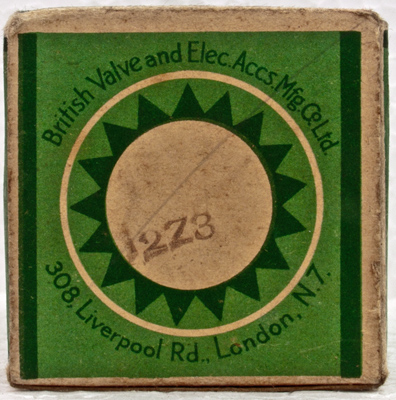 British Valve and Elec. Accs. Mfg. Co. Ltd.
1273
308, Liverpool Rd., London, N.7.